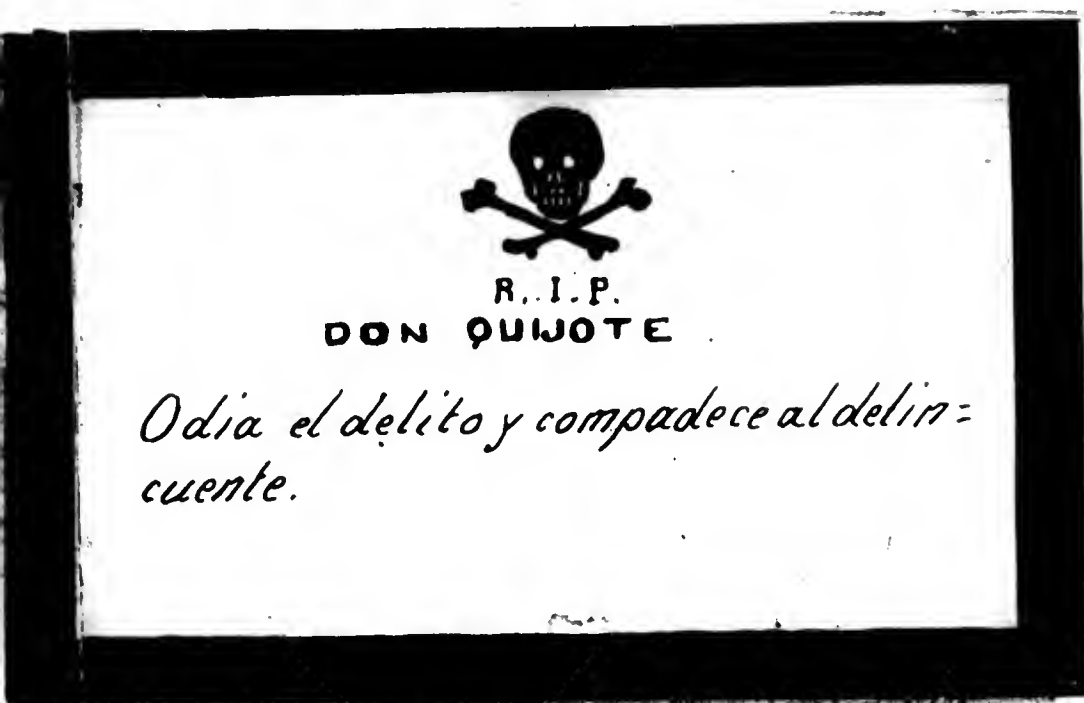 R. I. P.
DON QUIJOTE
Odia el delito y compadece al delin=
cuente.